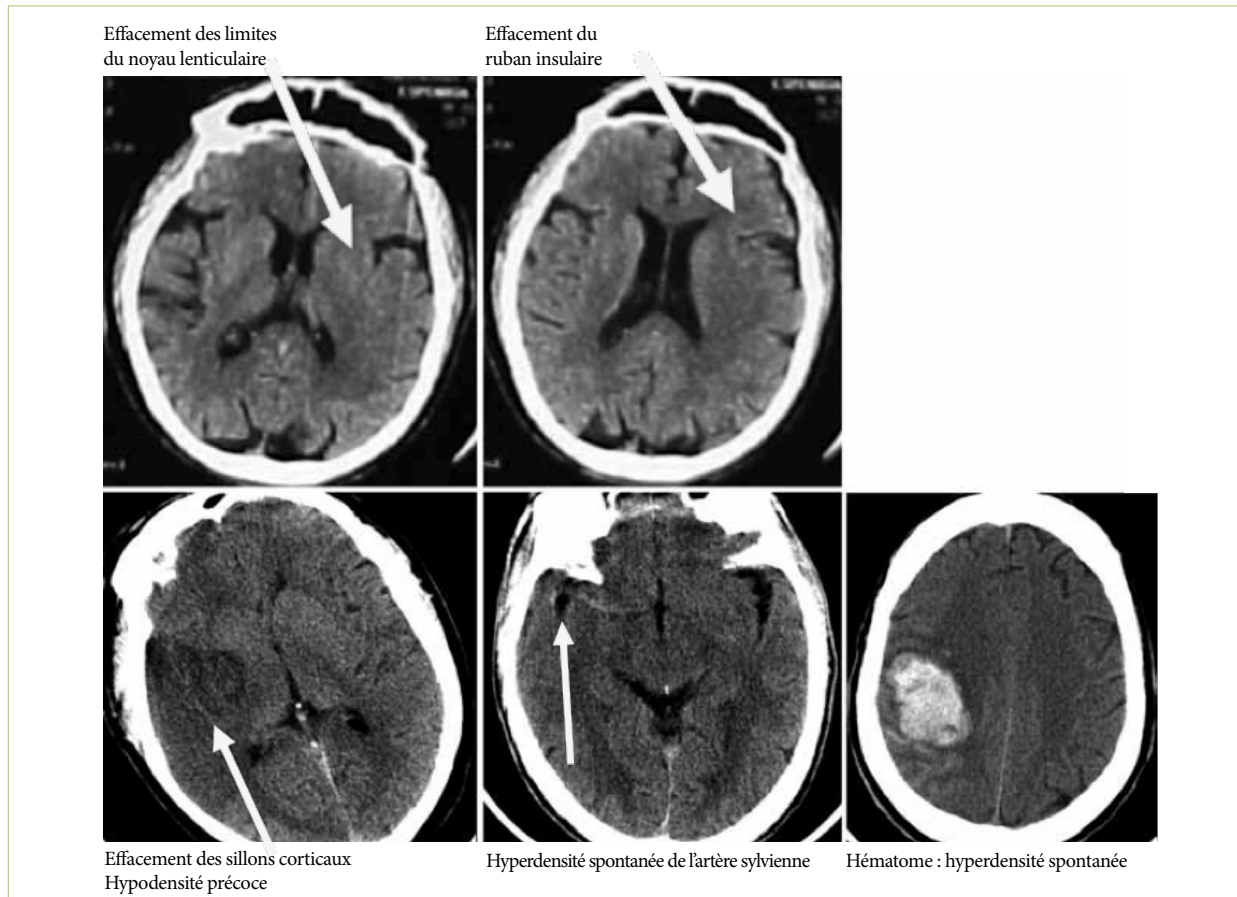 Effacement des limites
du noyau lenticulaire
Effacement du
ruban insulaire
Effacement des sillons corticaux
Hypodensité précoce
Hyperdensité spontanée de l’artère sylvienne
Hématome : hyperdensité spontanée